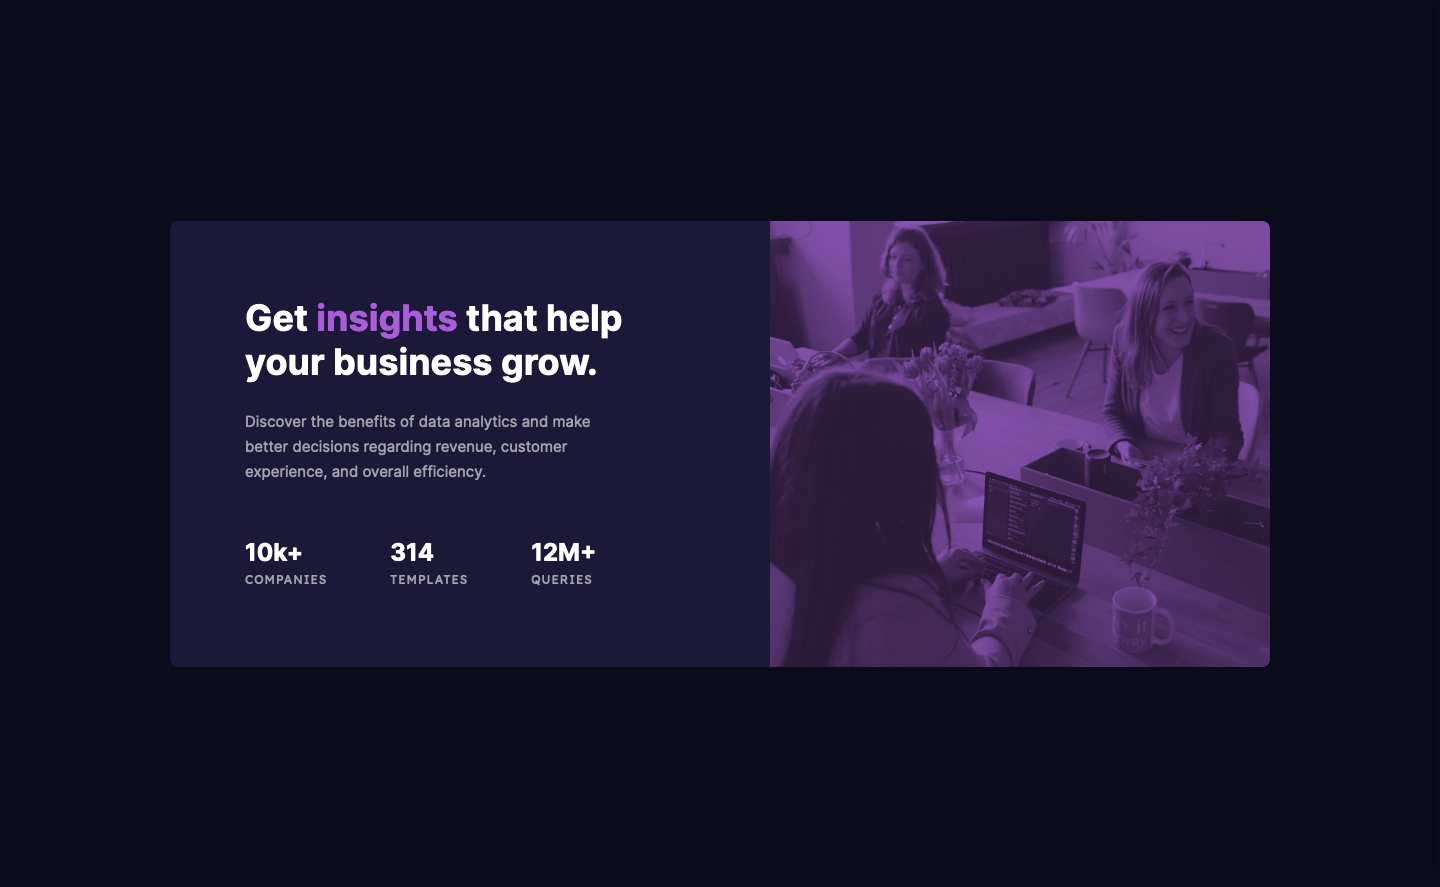 Get insights that help
your business grow.
Discover the benefits of data analytics and make
better decisions regarding revenue, customer
experience, and overall efficiency.
10k+ 314 12M+
COMPANIES TEMPLATES QUERIES